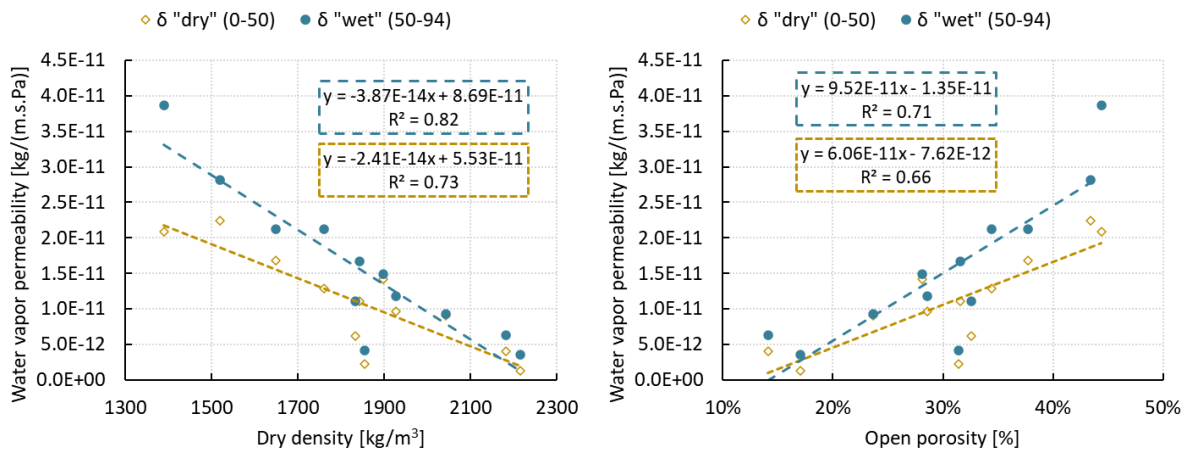 δ "dry" (0-50) δ "wet" (50-94)
Water vapor permeability [kg/(m.s.Pa)]
4.5E-11
4.0E-11
3.5E-11
3.0E-11
2.5E-11
2.0E-11
1.5E-11
1.0E-11
5.0E-12
0.0E+00
y = -3.87E-14x + 8.69E-11
R² = 0.82
y = -2.41E-14x + 5.53E-11
R² = 0.73
1300 1500 1700 1900 2100 2300
Dry density [kg/m³]
δ "dry" (0-50) δ "wet" (50-94)
Water vapor permeability [kg/(m.s.Pa)]
4.5E-11
4.0E-11
3.5E-11
3.0E-11
2.5E-11
2.0E-11
1.5E-11
1.0E-11
5.0E-12
0.0E+00
y = 9.52E-11x - 1.35E-11
R² = 0.71
y = 6.06E-11x - 7.62E-12
R² = 0.66
10% 20% 30% 40% 50%
Open porosity [%]